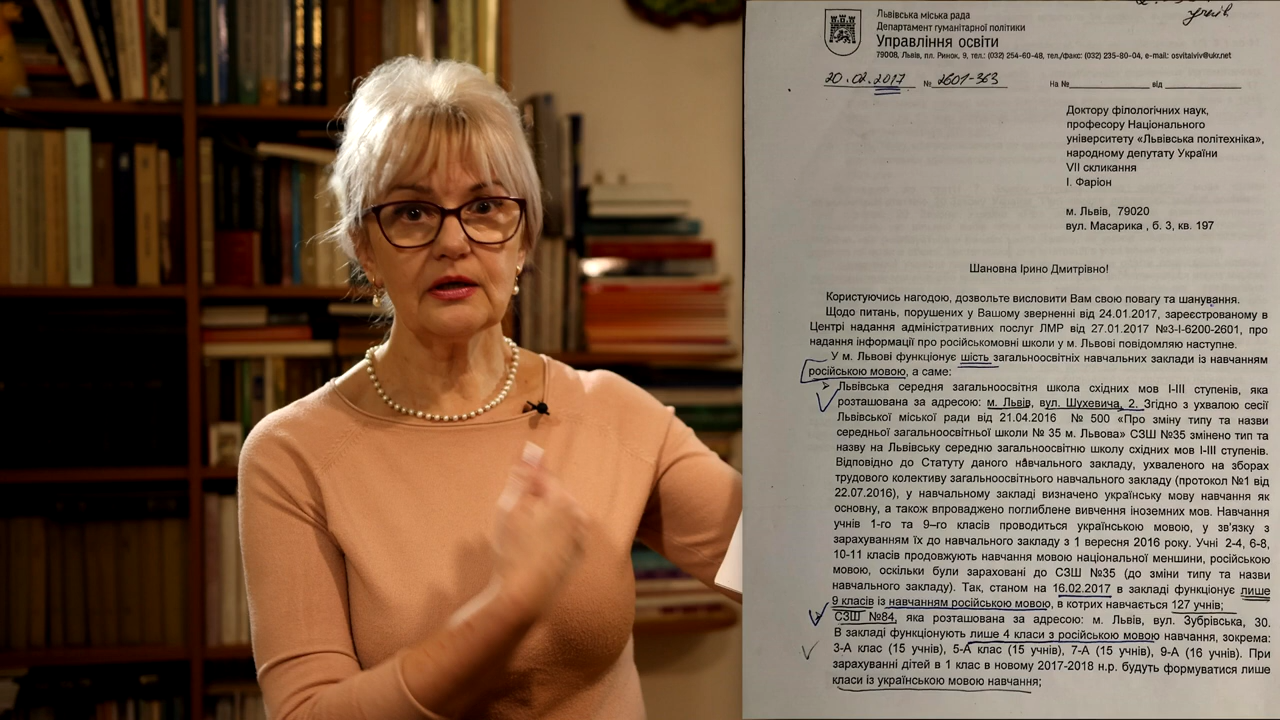 Львівська міська рада
Департамент гуманітарної політики
Управління освіти
79008, Львів, пл. Ринок, 9, тел.: (032) 254-60-48, тел./факс: (032) 235-80-04, e-mail: osvitalviv@ukr.net
20.02.2017 № 2601-363 На № від
Доктору філологічних наук,
професору Національного
університету «Львівська політехніка»,
народному депутату України
VII скликання
І. Фаріон
м. Львів, 79020
вул. Масарика , б. 3, кв. 197
Шановна Ірино Дмитрівно!
Користуючись нагодою, дозвольте висловити Вам свою повагу та шанування.
Щодо питань, порушених у Вашому зверненні від 24.01.2017, зареєстрованому в
Центрі надання адміністративних послуг ЛМР від 27.01.2017 №3-І-6200-2601, про
надання інформації про російськомовні школи у м. Львові повідомляю наступне.
У м. Львові функціонує шість загальноосвітніх навчальних заклади із навчанням
російською мовою, а саме:
Львівська середня загальноосвітня школа східних мов І-ІІІ ступенів, яка
розташована за адресою: м. Львів, вул. Шухевича, 2. Згідно з ухвалою сесії
Львівської міської ради від 21.04.2016 № 500 «Про зміну типу та назви
середньої загальноосвітньої школи № 35 м. Львова» СЗШ №35 змінено тип та
назву на Львівську середню загальноосвітню школу східних мов І-ІІІ ступенів.
Відповідно до Статуту даного навчального закладу, ухваленого на зборах
трудового колективу загальноосвітнього навчального закладу (протокол №1 від
22.07.2016), у навчальному закладі визначено українську мову навчання як
основну, а також впроваджено поглиблене вивчення іноземних мов. Навчання
учнів 1-го та 9–го класів проводиться українською мовою, у зв'язку з
зарахуванням їх до навчального закладу з 1 вересня 2016 року. Учні 2-4, 6-8,
10-11 класів продовжують навчання мовою національної меншини, російською
мовою, оскільки були зараховані до СЗШ №35 (до зміни типу та назви
навчального закладу). Так, станом на 16.02.2017 в закладі функціонує лише
9 класів із навчанням російською мовою, в котрих навчається 127 учнів;
СЗШ №84, яка розташована за адресою: м. Львів, вул. Зубрівська, 30.
В закладі функціонують лише 4 класи з російською мовою навчання, зокрема:
3-А клас (15 учнів), 5-А клас (15 учнів), 7-А (15 учнів), 9-А (16 учнів). При
зарахуванні дітей в 1 клас в новому 2017-2018 н.р. будуть формуватися лише
класи із українською мовою навчання;